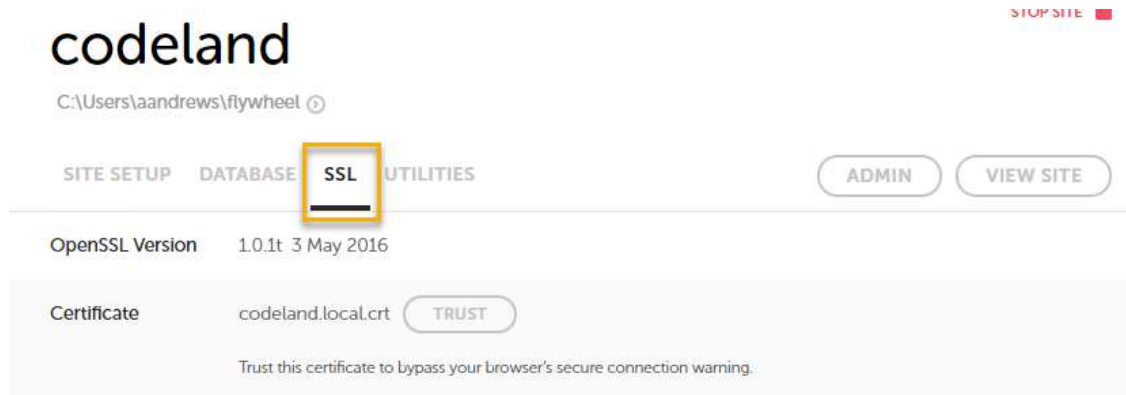 STOP SITE
codeland
C:\Users\aandrews\flywheel
SITE SETUP DATABASE SSL UTILITIES ADMIN VIEW SITE
OpenSSL Version 1.0.1t 3 May 2016
Certificate codeland.local.crt TRUST
Trust this certificate to bypass your browser's secure connection warning.